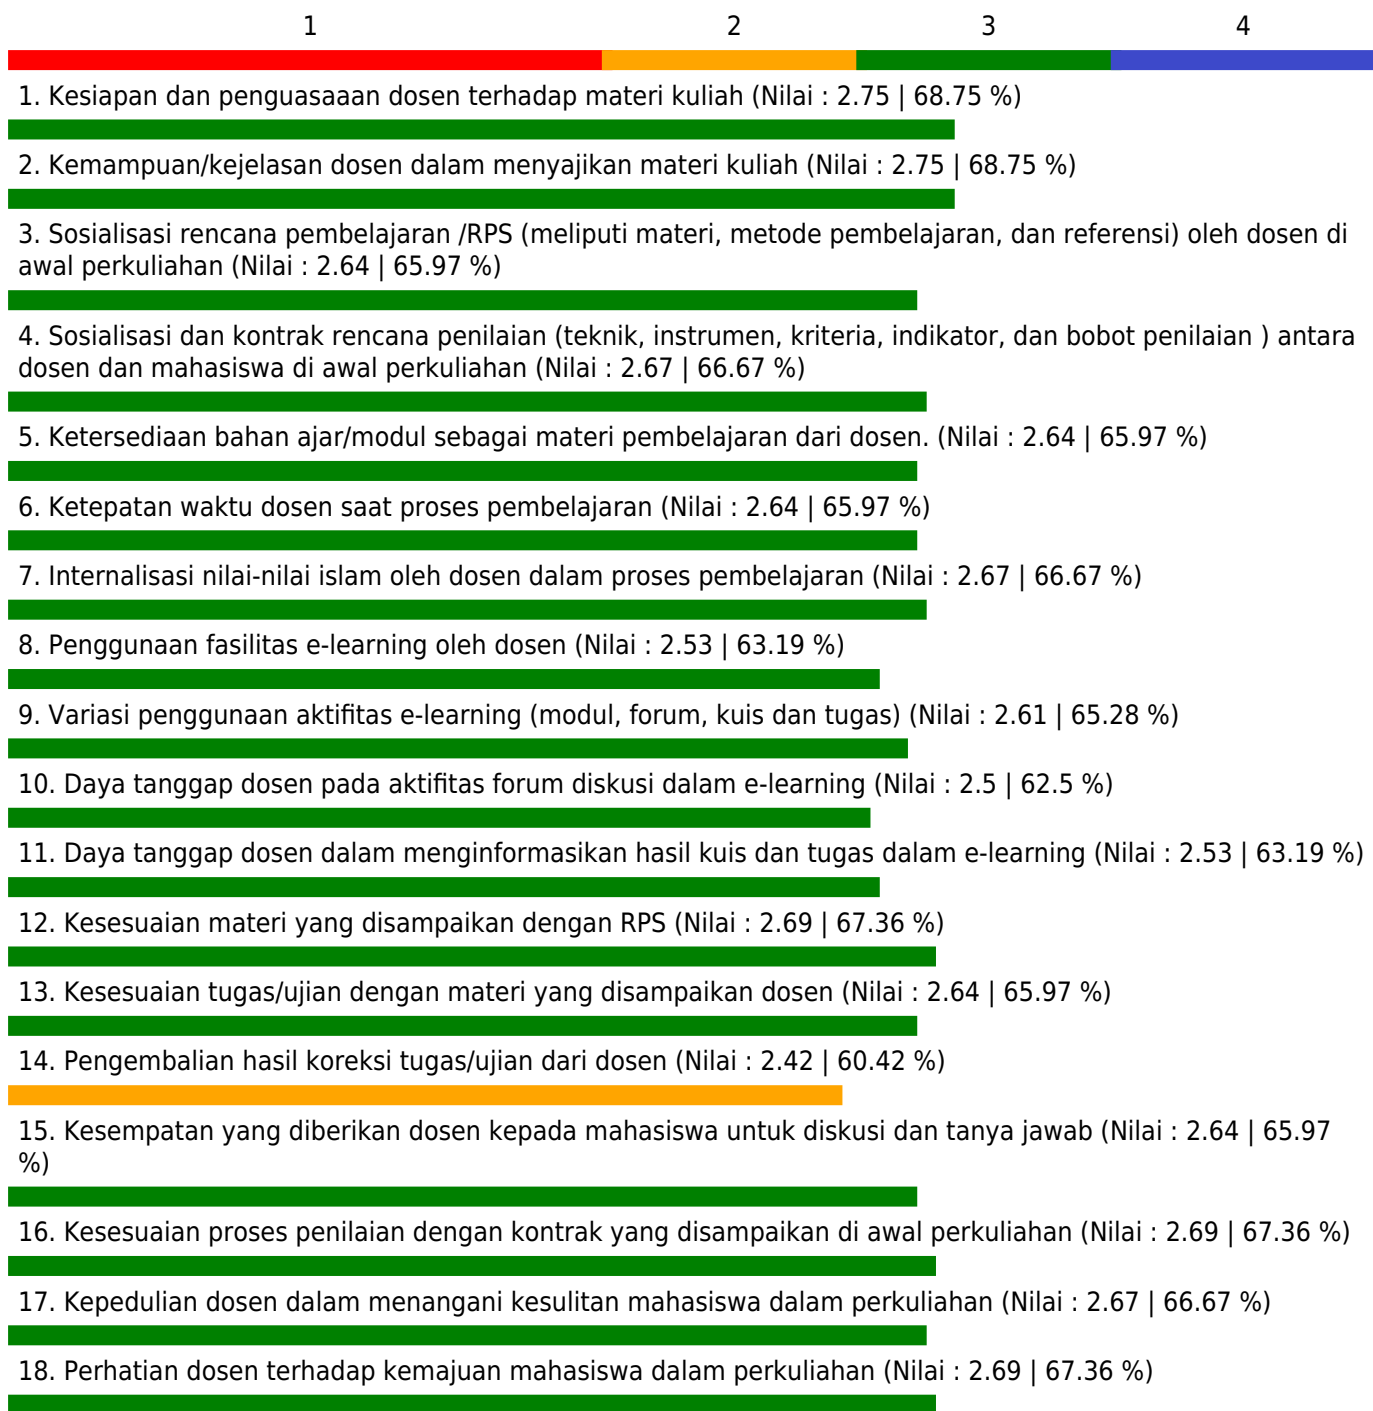 1 2 3 4
1. Kesiapan dan penguasaaan dosen terhadap materi kuliah (Nilai : 2.75 | 68.75 %)
2. Kemampuan/kejelasan dosen dalam menyajikan materi kuliah (Nilai : 2.75 | 68.75 %)
3. Sosialisasi rencana pembelajaran /RPS (meliputi materi, metode pembelajaran, dan referensi) oleh dosen di
awal perkuliahan (Nilai : 2.64 | 65.97 %)
4. Sosialisasi dan kontrak rencana penilaian (teknik, instrumen, kriteria, indikator, dan bobot penilaian ) antara
dosen dan mahasiswa di awal perkuliahan (Nilai : 2.67 | 66.67 %)
5. Ketersediaan bahan ajar/modul sebagai materi pembelajaran dari dosen. (Nilai : 2.64 | 65.97 %)
6. Ketepatan waktu dosen saat proses pembelajaran (Nilai : 2.64 | 65.97 %)
7. Internalisasi nilai-nilai islam oleh dosen dalam proses pembelajaran (Nilai : 2.67 | 66.67 %)
8. Penggunaan fasilitas e-learning oleh dosen (Nilai : 2.53 | 63.19 %)
9. Variasi penggunaan aktifitas e-learning (modul, forum, kuis dan tugas) (Nilai : 2.61 | 65.28 %)
10. Daya tanggap dosen pada aktifitas forum diskusi dalam e-learning (Nilai : 2.5 | 62.5 %)
11. Daya tanggap dosen dalam menginformasikan hasil kuis dan tugas dalam e-learning (Nilai : 2.53 | 63.19 %)
12. Kesesuaian materi yang disampaikan dengan RPS (Nilai : 2.69 | 67.36 %)
13. Kesesuaian tugas/ujian dengan materi yang disampaikan dosen (Nilai : 2.64 | 65.97 %)
14. Pengembalian hasil koreksi tugas/ujian dari dosen (Nilai : 2.42 | 60.42 %)
15. Kesempatan yang diberikan dosen kepada mahasiswa untuk diskusi dan tanya jawab (Nilai : 2.64 | 65.97
%)
16. Kesesuaian proses penilaian dengan kontrak yang disampaikan di awal perkuliahan (Nilai : 2.69 | 67.36 %)
17. Kepedulian dosen dalam menangani kesulitan mahasiswa dalam perkuliahan (Nilai : 2.67 | 66.67 %)
18. Perhatian dosen terhadap kemajuan mahasiswa dalam perkuliahan (Nilai : 2.69 | 67.36 %)